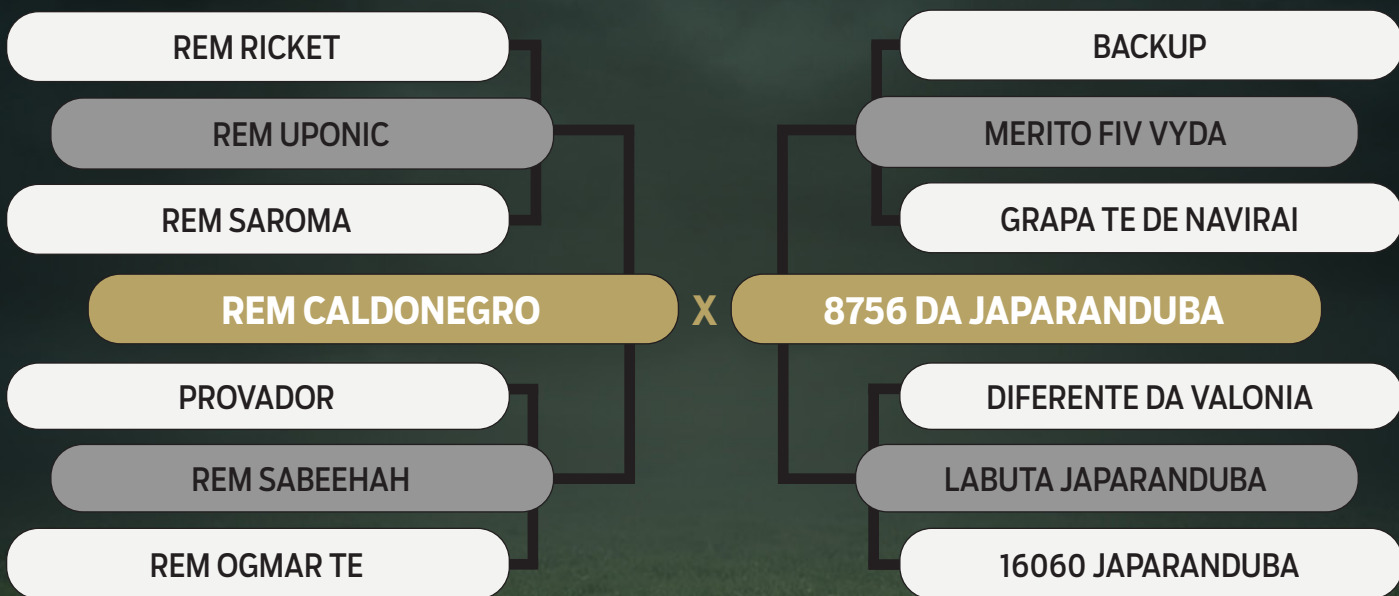 REM RICKET
REM UPONIC
REM SAROMA
REM CALDONEGRO
PROVADOR
REM SABEEHAH
REM OGMAR TE
X
BACKUP
MERITO FIV VYDA
GRAPA TE DE NAVIRAI
8756 DA JAPARANDUBA
DIFERENTE DA VALONIA
LABUTA JAPARANDUBA
16060 JAPARANDUBA